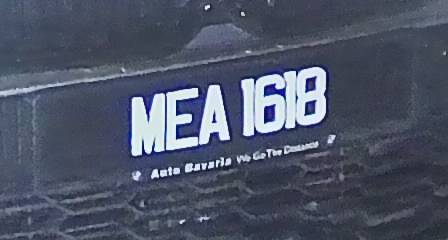 MEA 1618
Auto Bavaria We Go The Distance